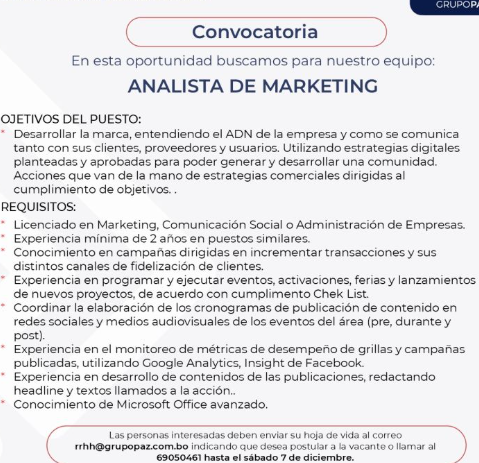 GRUPOPA
Convocatoria
En esta oportunidad buscamos para nuestro equipo:
ANALISTA DE MARKETING
OJETIVOS DEL PUESTO:
* Desarrollar la marca, entendiendo el ADN de la empresa y como se comunica
tanto con sus clientes, proveedores y usuarios. Utilizando estrategias digitales
planteadas y aprobadas para poder generar y desarrollar una comunidad.
Acciones que van de la mano de estrategias comerciales dirigidas al
cumplimiento de objetivos. .
REQUISITOS:
* Licenciado en Marketing, Comunicación Social o Administración de Empresas.
* Experiencia mínima de 2 años en puestos similares.
* Conocimiento en campañas dirigidas en incrementar transacciones y sus
distintos canales de fidelización de clientes.
* Experiencia en programar y ejecutar eventos, activaciones, ferias y lanzamientos
de nuevos proyectos, de acuerdo con cumplimento Chek List.
* Coordinar la elaboración de los cronogramas de publicación de contenido en
redes sociales y medios audiovisuales de los eventos del área (pre, durante y
post).
* Experiencia en el monitoreo de métricas de desempeño de grillas y campañas
publicadas, utilizando Google Analytics, Insight de Facebook.
* Experiencia en desarrollo de contenidos de las publicaciones, redactando
headline y textos llamados a la acción..
* Conocimiento de Microsoft Office avanzado.
Las personas interesadas deben enviar su hoja de vida al correo
rrhh@grupopaz.com.bo indicando que desea postular a la vacante o llamar al
69050461 hasta el sábado 7 de diciembre.